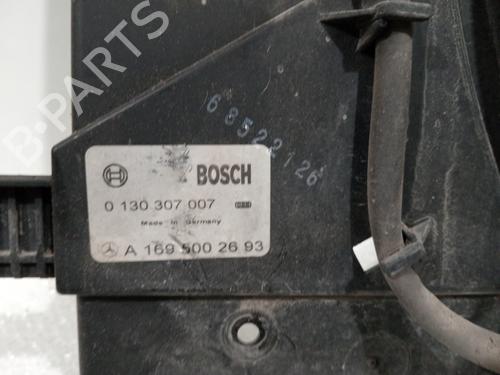 B-PARTS
68522126
BOSCH
0 130 307 007
Made in Germany
A 169 500 26 93